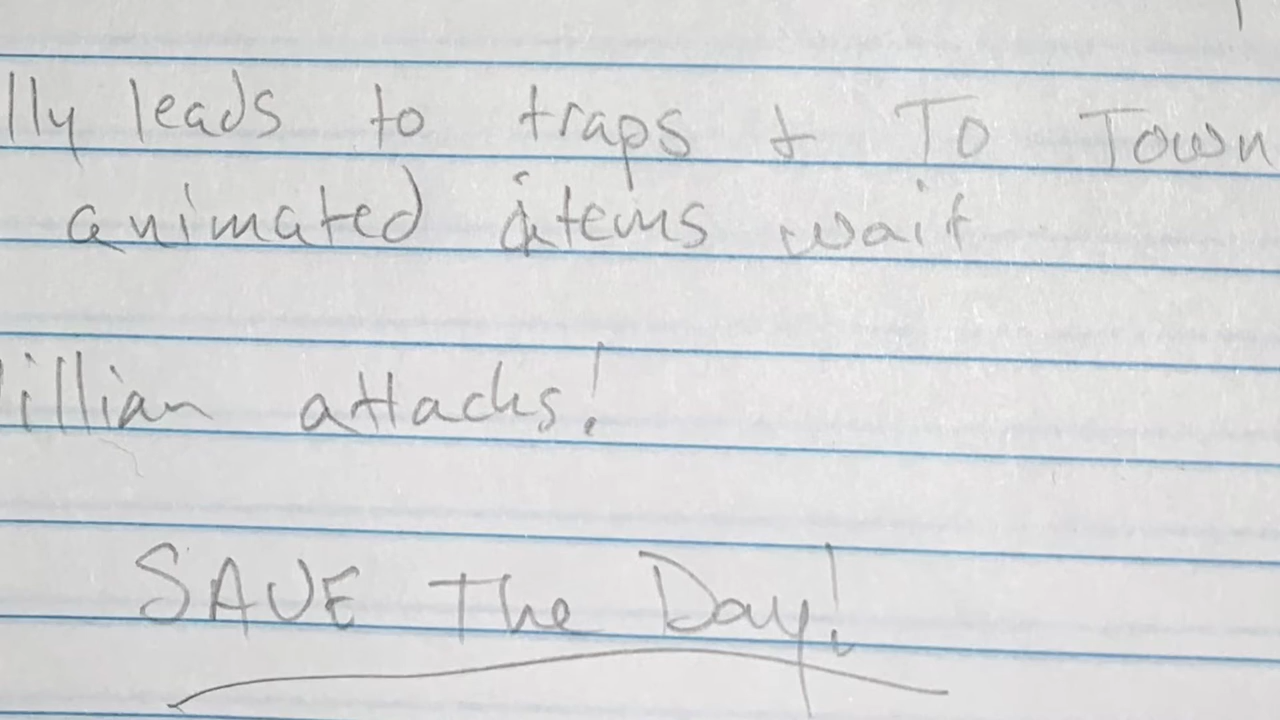 lly leads to traps & To Town
animated items wait
illian attacks!
SAVE The Day!